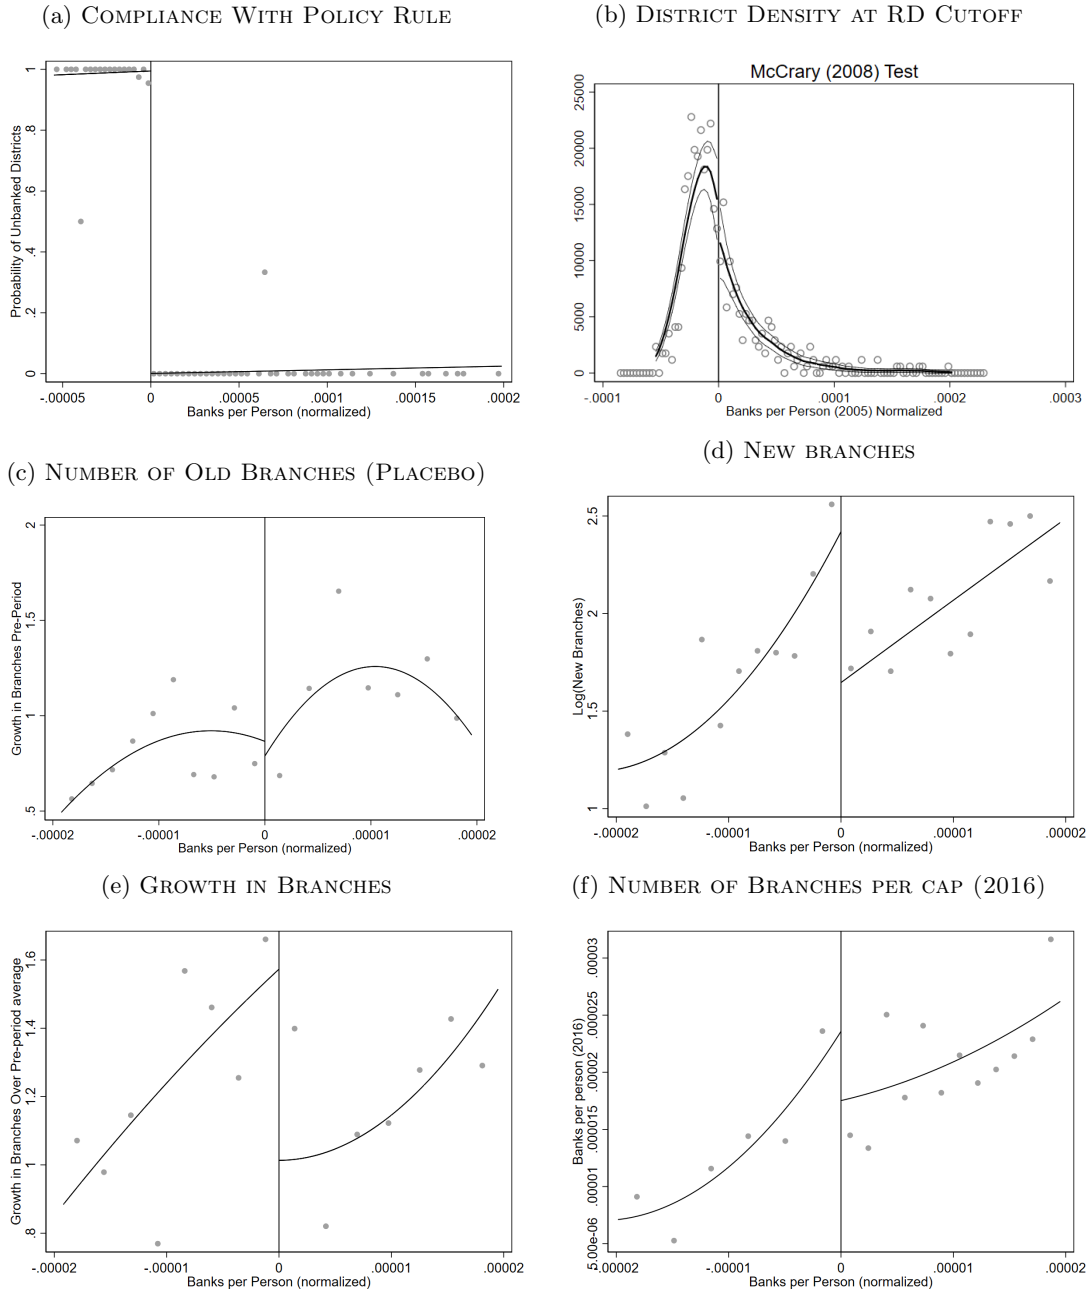 (a) Compliance With Policy Rule
Probability of Unbanked Districts
1
.8
.6
.4
.2
0
-.00005 0 .00005 .0001 .00015 .0002
Banks per Person (normalized)
(b) District Density at RD Cutoff
McCrary (2008) Test
25000
20000
15000
10000
5000
0
-.0001 0 .0001 .0002 .0003
Banks per Person (2005) Normalized
(c) Number of Old Branches (Placebo)
Growth in Branches Pre-Period
2
1.5
1
.5
-.00002 -.00001 0 .00001 .00002
Banks per Person (normalized)
(d) New branches
Log(New Branches)
2.5
2
1.5
1
-.00002 -.00001 0 .00001 .00002
Banks per Person (normalized)
(e) Growth in Branches
Growth in Branches Over Pre-period average
1.6
1.4
1.2
1
.8
-.00002 -.00001 0 .00001 .00002
Banks per Person (normalized)
(f) Number of Branches per cap (2016)
Banks per person (2016)
.00003
.000025
.00002
.000015
.00001
5.00e-06
-.00002 -.00001 0 .00001 .00002
Banks per Person (normalized)